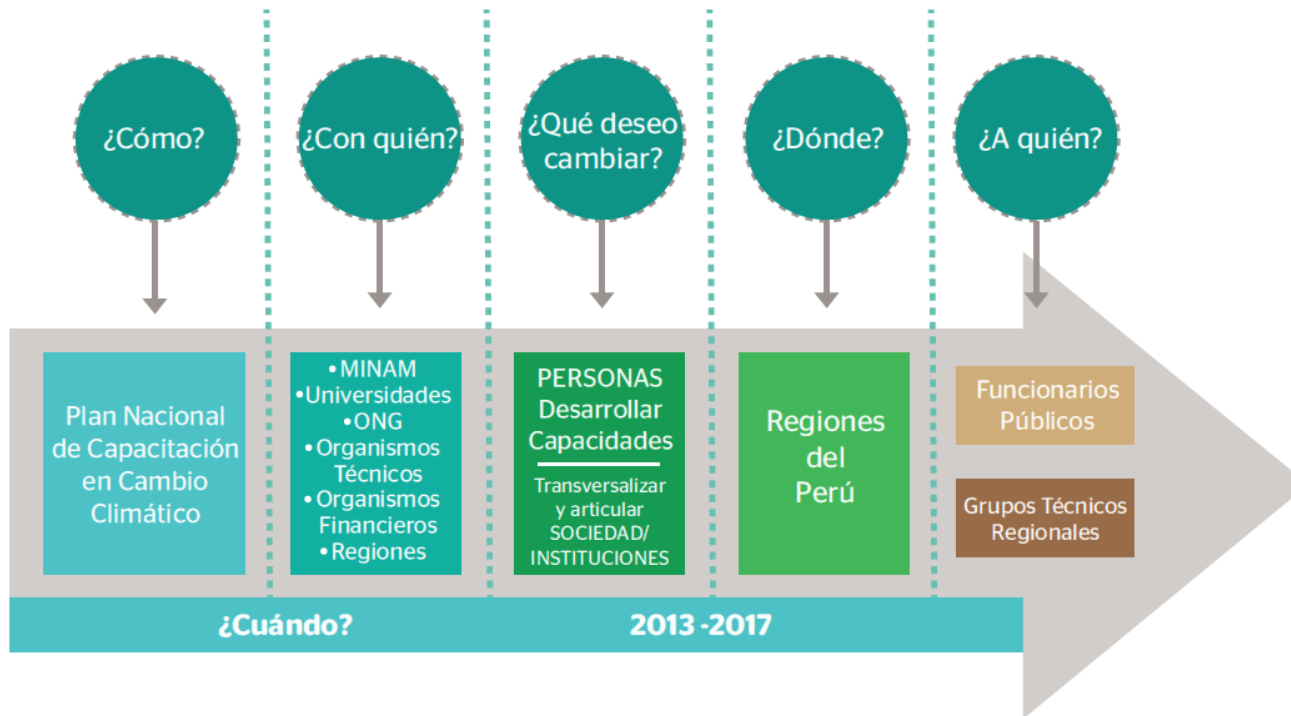 ¿Cómo?
¿Con quién?
¿Qué deseo
cambiar?
¿Dónde?
¿A quién?
Plan Nacional
de Capacitación
en Cambio
Climático
•MINAM
•Universidades
•ONG
•Organismos
Técnicos
•Organismos
Financieros
•Regiones
PERSONAS
Desarrollar
Capacidades
Transversalizar
y articular
SOCIEDAD/
INSTITUCIONES
Regiones
del
Perú
Funcionarios
Públicos
Grupos Técnicos
Regionales
¿Cuándo?
2013 -2017